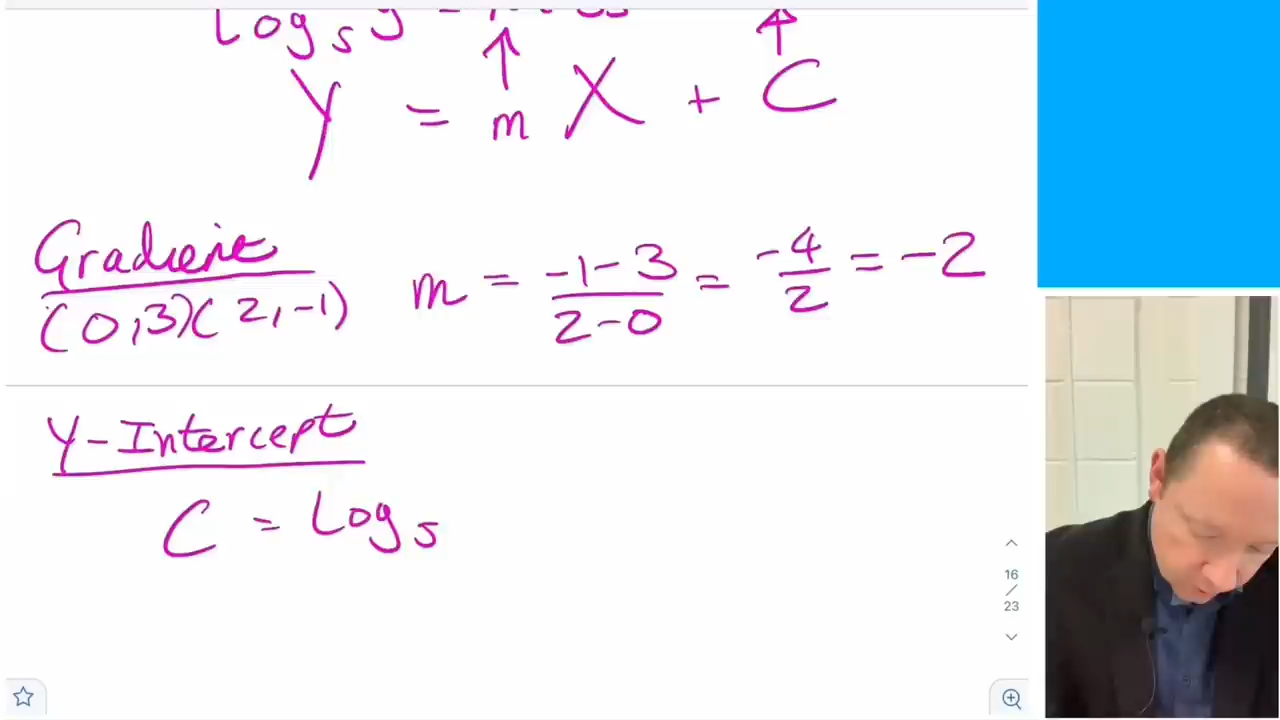 log₅ y =
Y = m X + C
Gradient
(0,3)(2,-1) m = -1-3/2-0 = -4/2 = -2
Y-Intercept
C = log₅
16
/
23